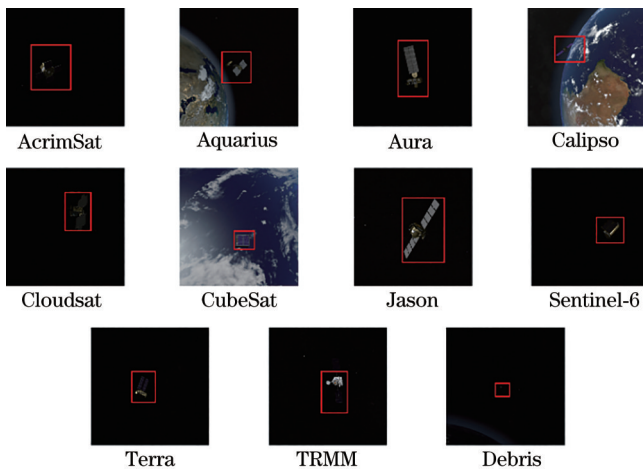 AcrimSat
Aquarius
Aura
Calipso
Cloudsat
CubeSat
Jason
Sentinel-6
Terra
TRMM
Debris